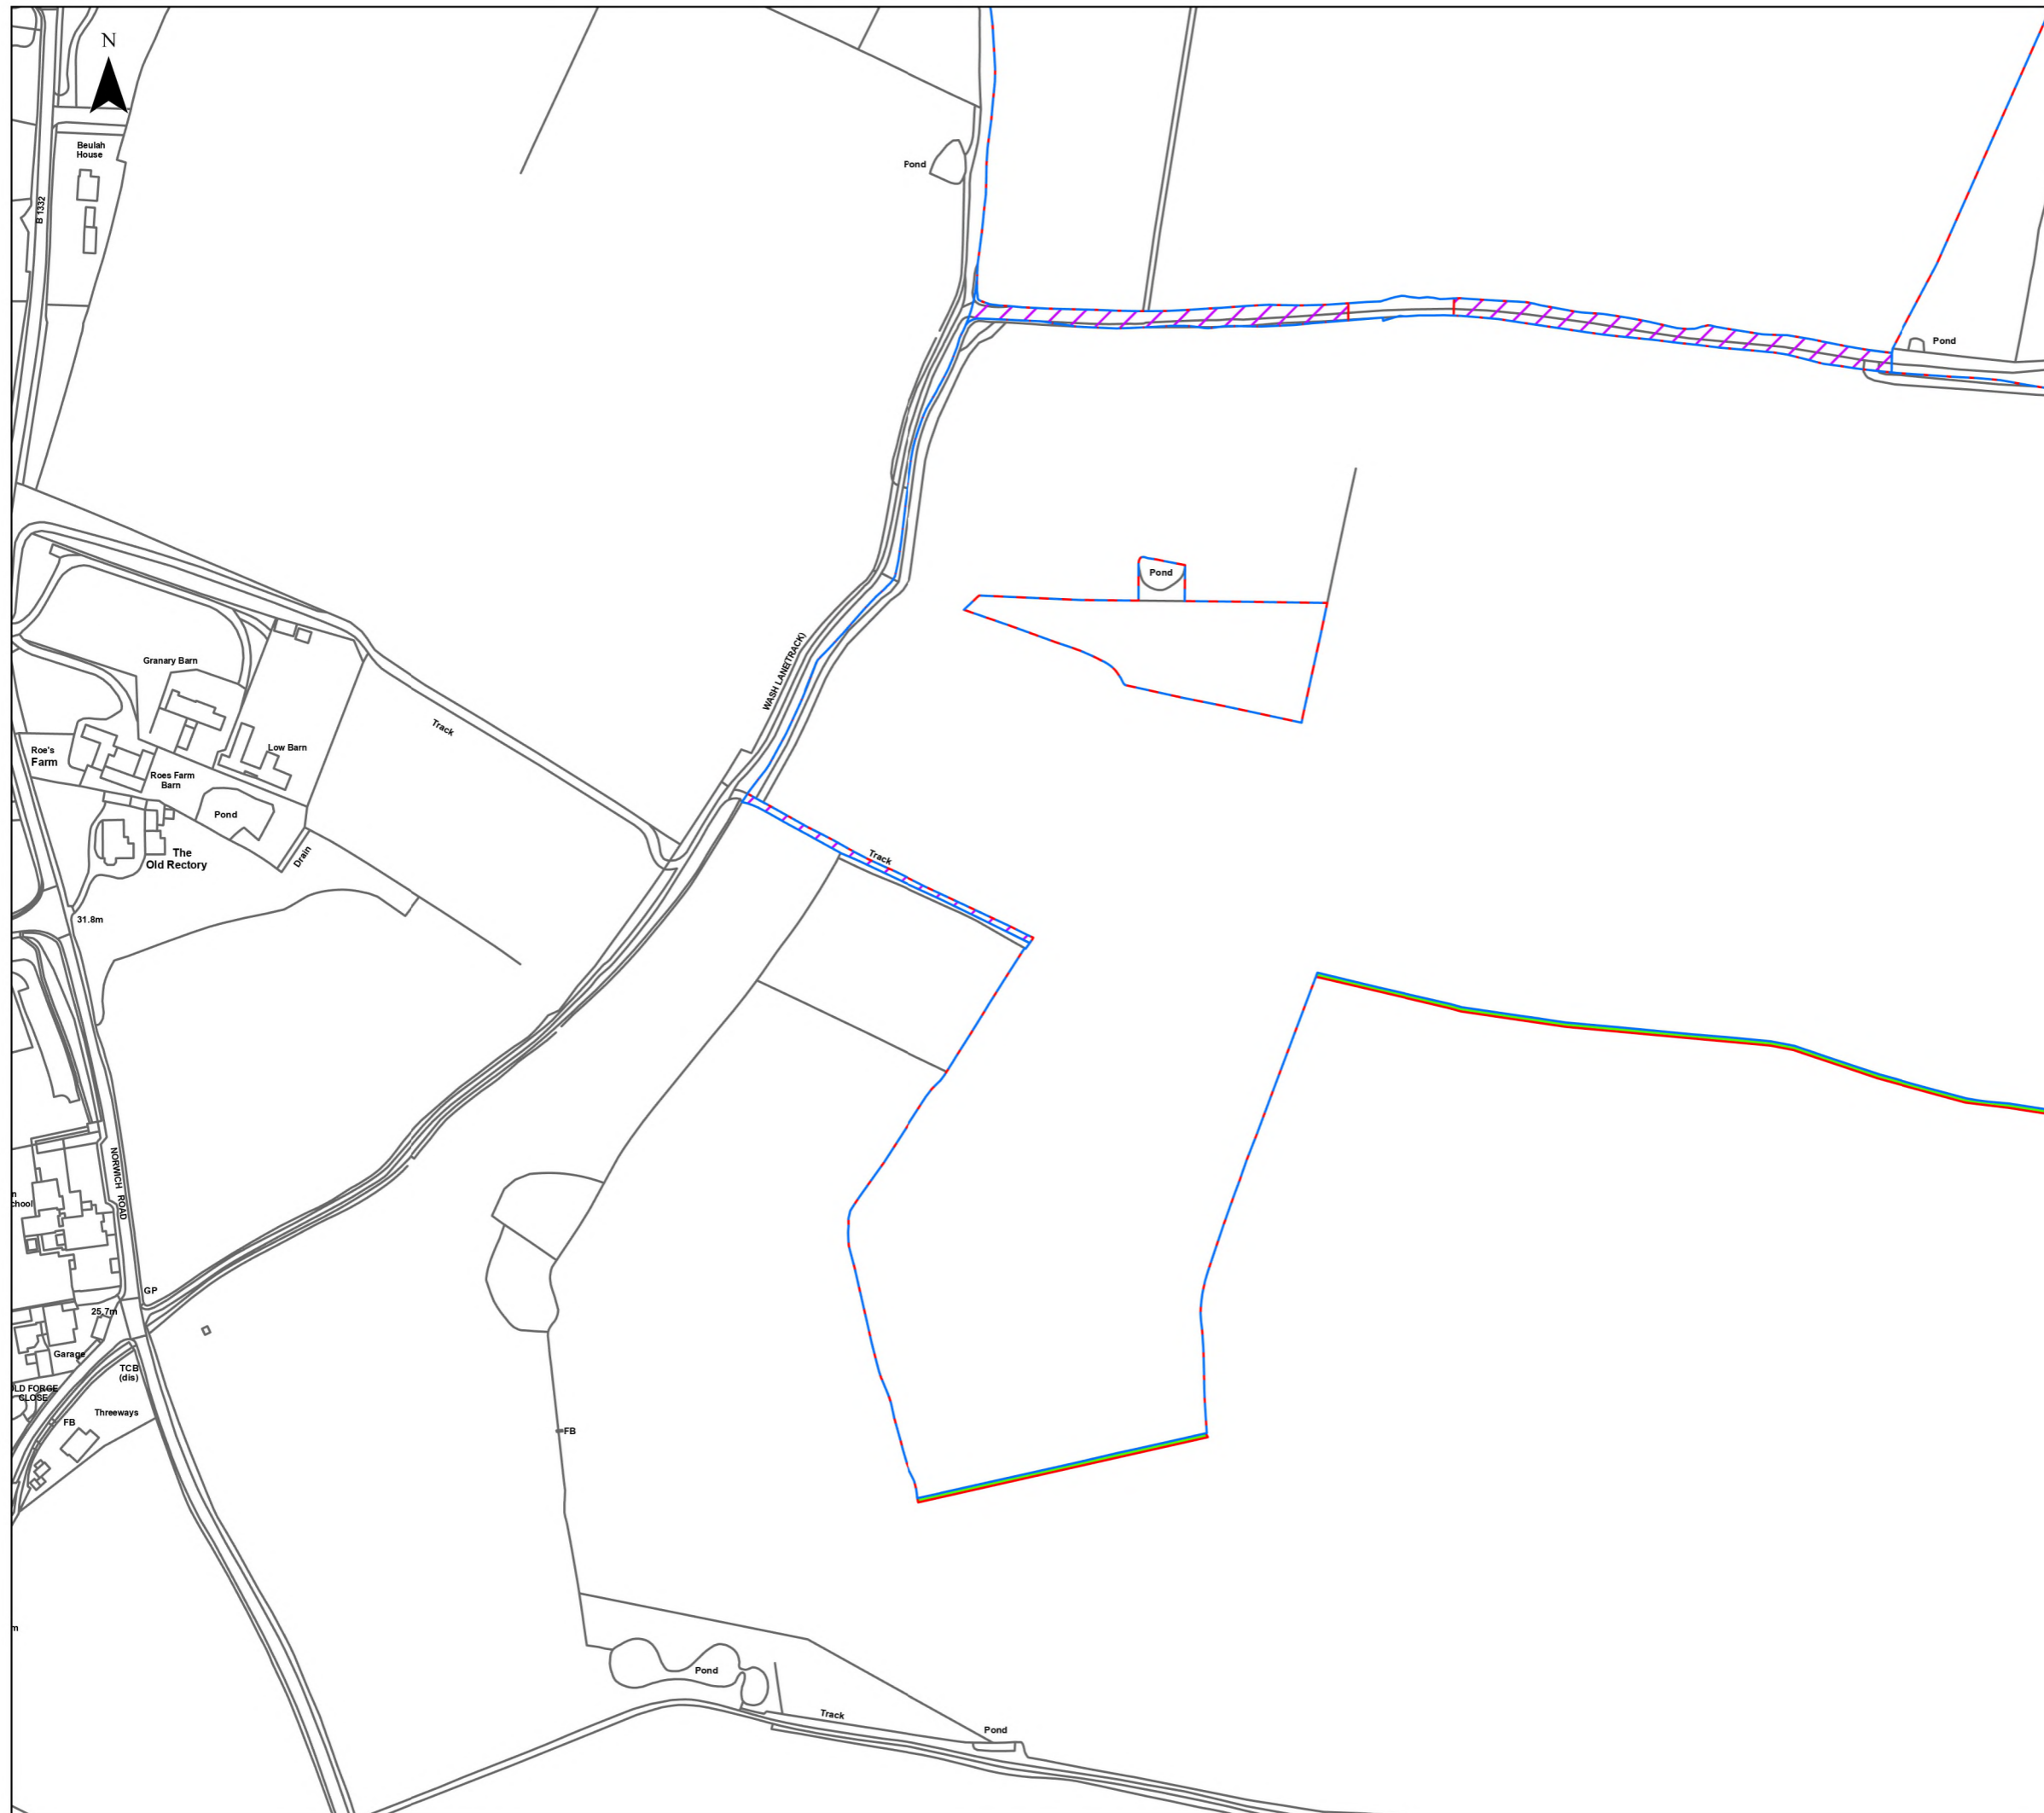 N
Beulah
House
B 1332
Pond
Pond
Pond
WASH LANE(TRACK)
Granary Barn
Track
Roe's
Farm
Low Barn
Roes Farm
Barn
Pond
The
Old Rectory
Drain
Track
31.8m
NORWICH ROAD
n
chool
GP
25.7m
Garage
TCB
(dis)
LD FORGE
CLOSE
Threeways
FB
FB
m
Pond
Track
Pond